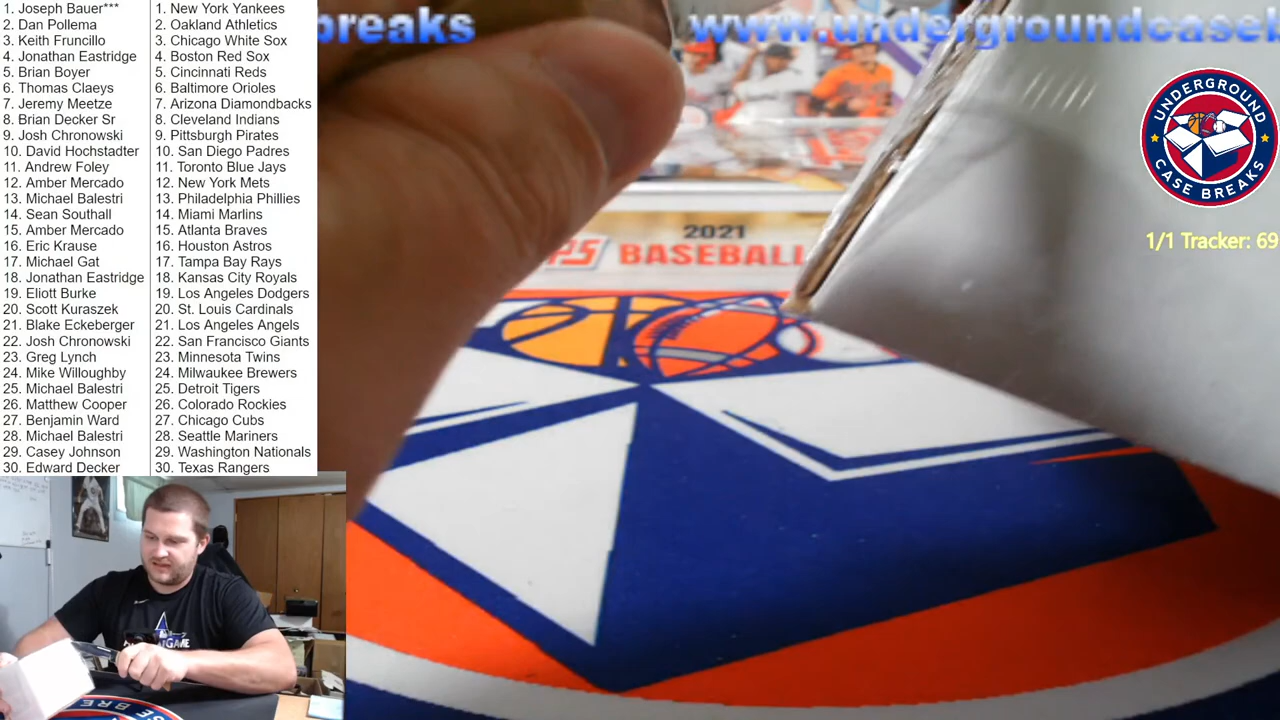 1. Joseph Bauer*** 1. New York Yankees
2. Dan Pollema 2. Oakland Athletics
3. Keith Fruncillo 3. Chicago White Sox
4. Jonathan Eastridge 4. Boston Red Sox
5. Brian Boyer 5. Cincinnati Reds
6. Thomas Claeys 6. Baltimore Orioles
7. Jeremy Meetze 7. Arizona Diamondbacks
8. Brian Decker Sr 8. Cleveland Indians
9. Josh Chronowski 9. Pittsburgh Pirates
10. David Hochstadter 10. San Diego Padres
11. Andrew Foley 11. Toronto Blue Jays
12. Amber Mercado 12. New York Mets
13. Michael Balestri 13. Philadelphia Phillies
14. Sean Southall 14. Miami Marlins
15. Amber Mercado 15. Atlanta Braves
16. Eric Krause 16. Houston Astros
17. Michael Gat 17. Tampa Bay Rays
18. Jonathan Eastridge 18. Kansas City Royals
19. Eliott Burke 19. Los Angeles Dodgers
20. Scott Kuraszek 20. St. Louis Cardinals
21. Blake Eckeberger 21. Los Angeles Angels
22. Josh Chronowski 22. San Francisco Giants
23. Greg Lynch 23. Minnesota Twins
24. Mike Willoughby 24. Milwaukee Brewers
25. Michael Balestri 25. Detroit Tigers
26. Matthew Cooper 26. Colorado Rockies
27. Benjamin Ward 27. Chicago Cubs
28. Michael Balestri 28. Seattle Mariners
29. Casey Johnson 29. Washington Nationals
30. Edward Decker 30. Texas Rangers
breaks www.undergroundcaseb
UNDERGROUND
CASE BREAKS
1/1 Tracker: 69
2021
PS BASEBALL
CASE BRE